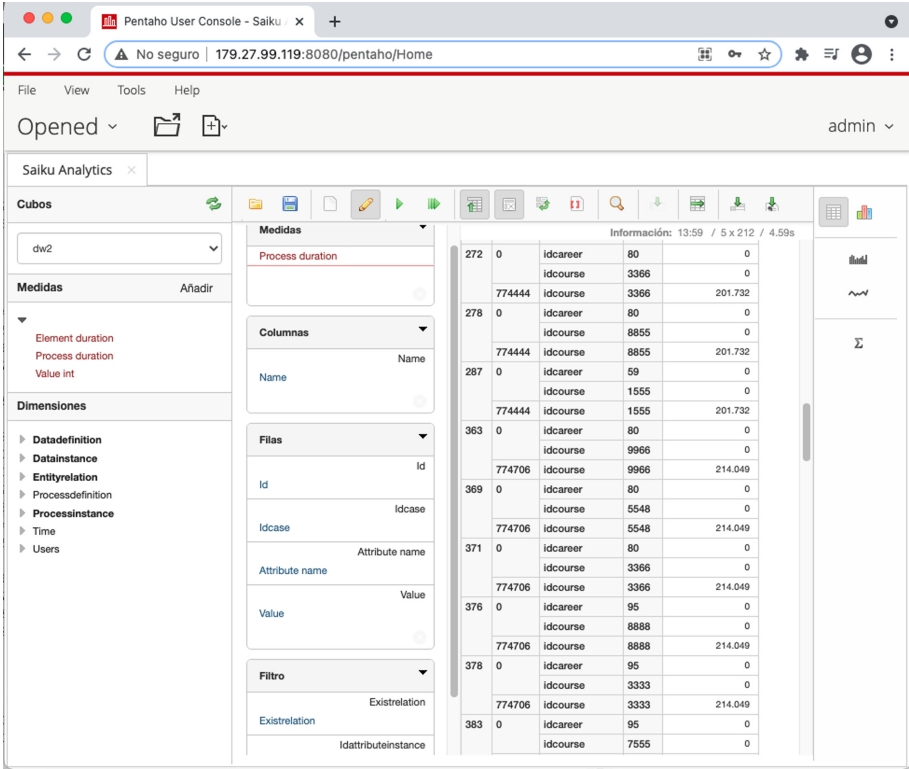 Pentaho User Console - Saiku
No seguro | 179.27.99.119:8080/pentaho/Home
File View Tools Help
Opened
admin
Saiku Analytics
Cubos
dw2
Medidas Añadir
Element duration
Process duration
Value int
Dimensiones
Datadefinition
Datainstance
Entityrelation
Processdefinition
Processinstance
Time
Users
Medidas
Process duration
Columnas
Name
Name
Filas
Id
Id
Idcase
Idcase
Attribute name
Attribute name
Value
Value
Filtro
Existrelation
Existrelation
Idattributeinstance
Información: 13:59 / 5 x 212 / 4.59s
272 0 idcareer 80 0
idcourse 3366 0
774444 idcourse 3366 201.732
278 0 idcareer 80 0
idcourse 8855 0
774444 idcourse 8855 201.732
287 0 idcareer 59 0
idcourse 1555 0
774444 idcourse 1555 201.732
363 0 idcareer 80 0
idcourse 9966 0
774706 idcourse 9966 214.049
369 0 idcareer 80 0
idcourse 5548 0
774706 idcourse 5548 214.049
371 0 idcareer 80 0
idcourse 3366 0
774706 idcourse 3366 214.049
376 0 idcareer 95 0
idcourse 8888 0
774706 idcourse 8888 214.049
378 0 idcareer 95 0
idcourse 3333 0
774706 idcourse 3333 214.049
383 0 idcareer 95 0
idcourse 7555 0
Σ